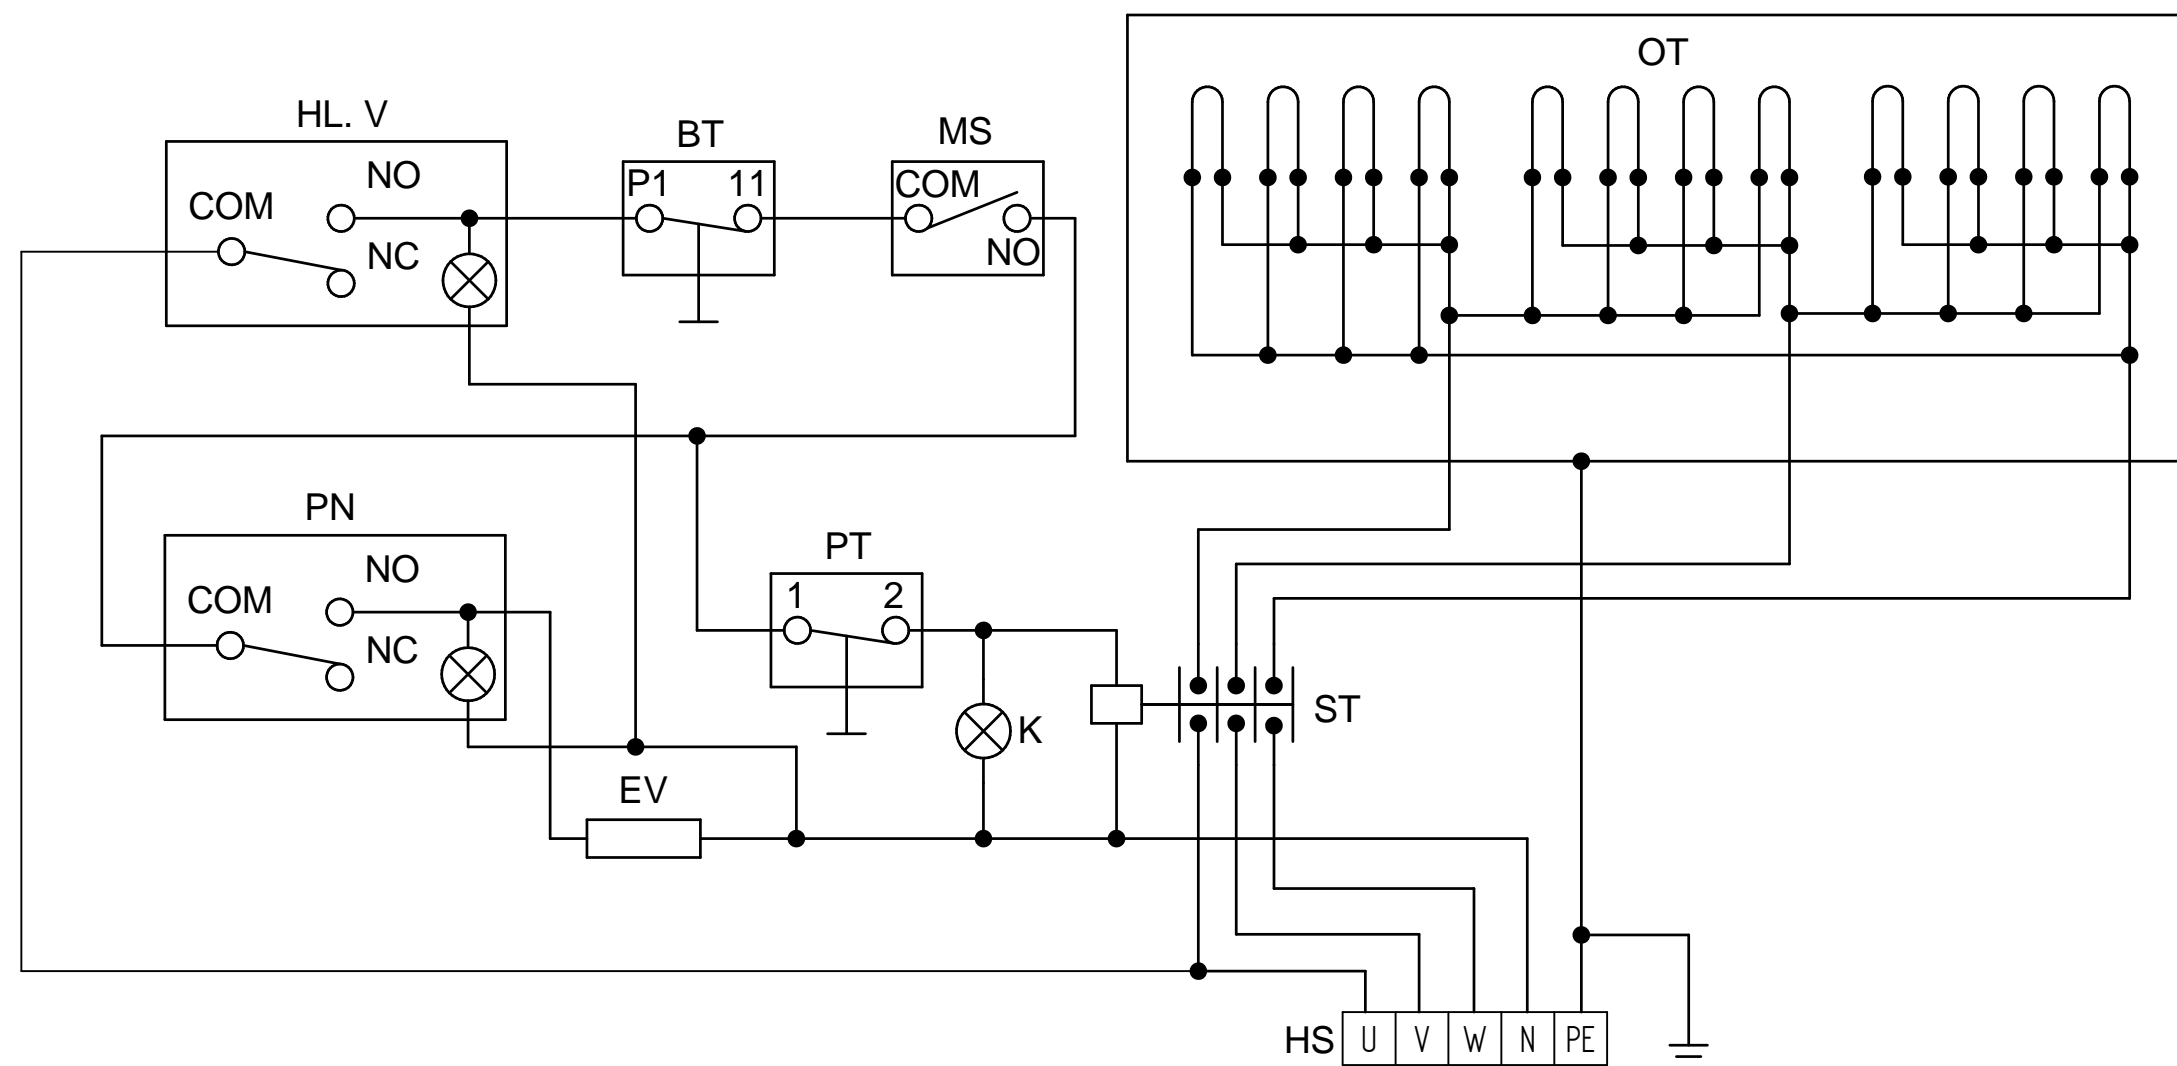 OT
HL. V
BT
MS
NO
COM
NC
P1 11
COM
NO
PN
NO
COM
NC
PT
1 2
ST
K
EV
HS U V W N PE